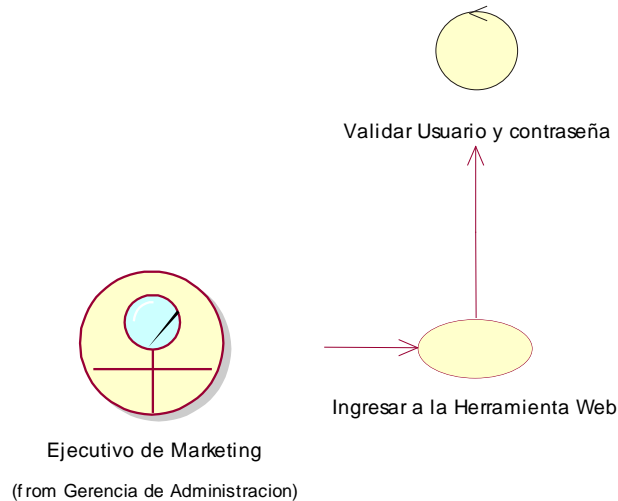 Validar Usuario y contraseña
Ingresar a la Herramienta Web
Ejecutivo de Marketing
(from Gerencia de Administracion)